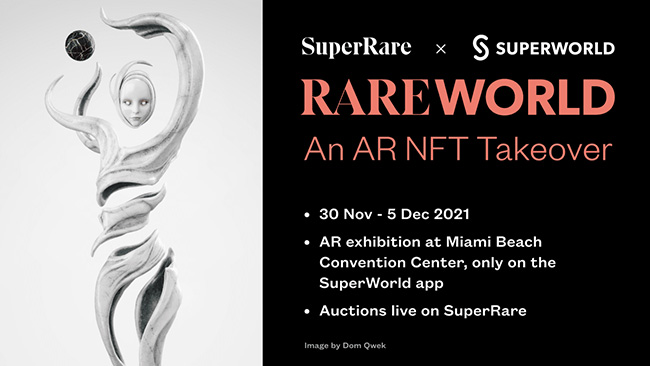 SuperRare × SUPERWORLD
RAREWORLD
An AR NFT Takeover
• 30 Nov - 5 Dec 2021
• AR exhibition at Miami Beach
Convention Center, only on the
SuperWorld app
• Auctions live on SuperRare
Image by Dom Qwek